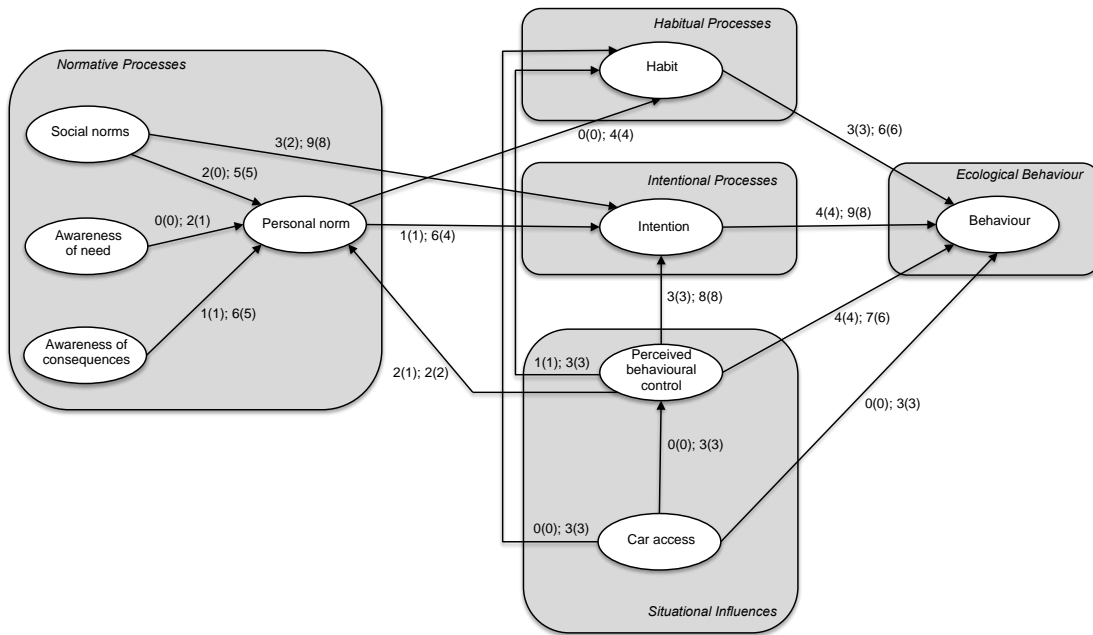 Habitual Processes
Normative Processes
Habit
Social norms
0(0); 4(4)
3(3); 6(6)
3(2); 9(8)
2(0); 5(5)
Intentional Processes
Ecological Behaviour
0(0); 2(1)
Personal norm
Awareness
of need
1(1); 6(4)
Intention
4(4); 9(8)
Behaviour
1(1); 6(5)
3(3); 8(8)
4(4); 7(6)
Awareness of
consequences
2(1); 2(2)
1(1); 3(3)
Perceived
behavioural
control
0(0); 3(3)
0(0); 3(3)
0(0); 3(3)
Car access
Situational Influences